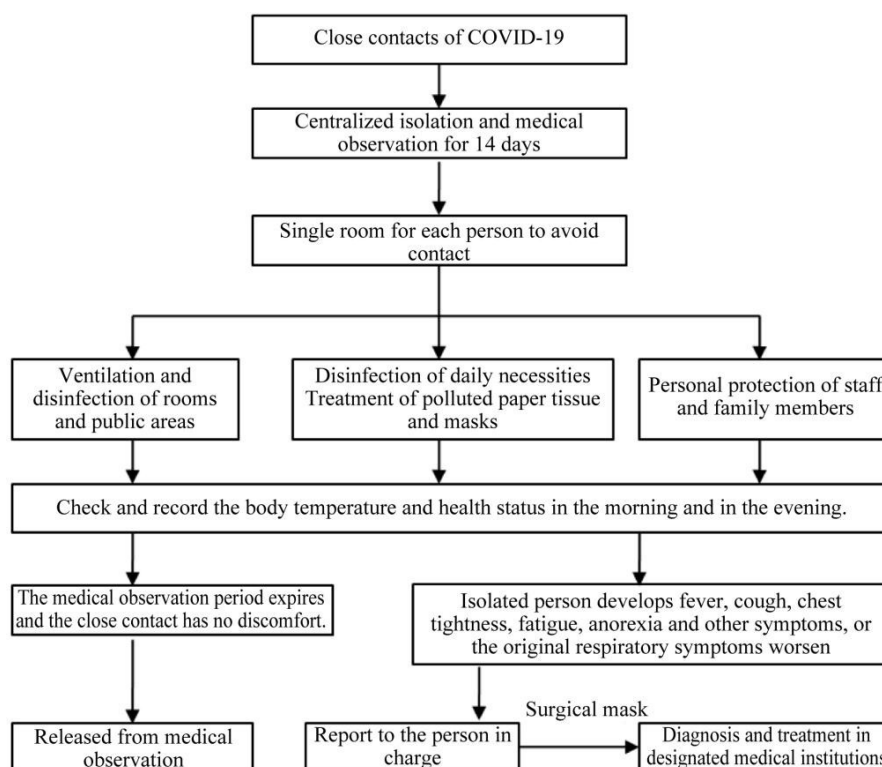 Close contacts of COVID-19
Centralized isolation and medical
observation for 14 days
Single room for each person to avoid
contact
Ventilation and
disinfection of rooms
and public areas
Disinfection of daily necessities
Treatment of polluted paper tissue
and masks
Personal protection of staff
and family members
Check and record the body temperature and health status in the morning and in the evening.
The medical observation period expires
and the close contact has no discomfort.
Isolated person develops fever, cough, chest
tightness, fatigue, anorexia and other symptoms, or
the original respiratory symptoms worsen
Released from medical
observation
Report to the person in
charge
Surgical mask
Diagnosis and treatment in
designated medical institutions